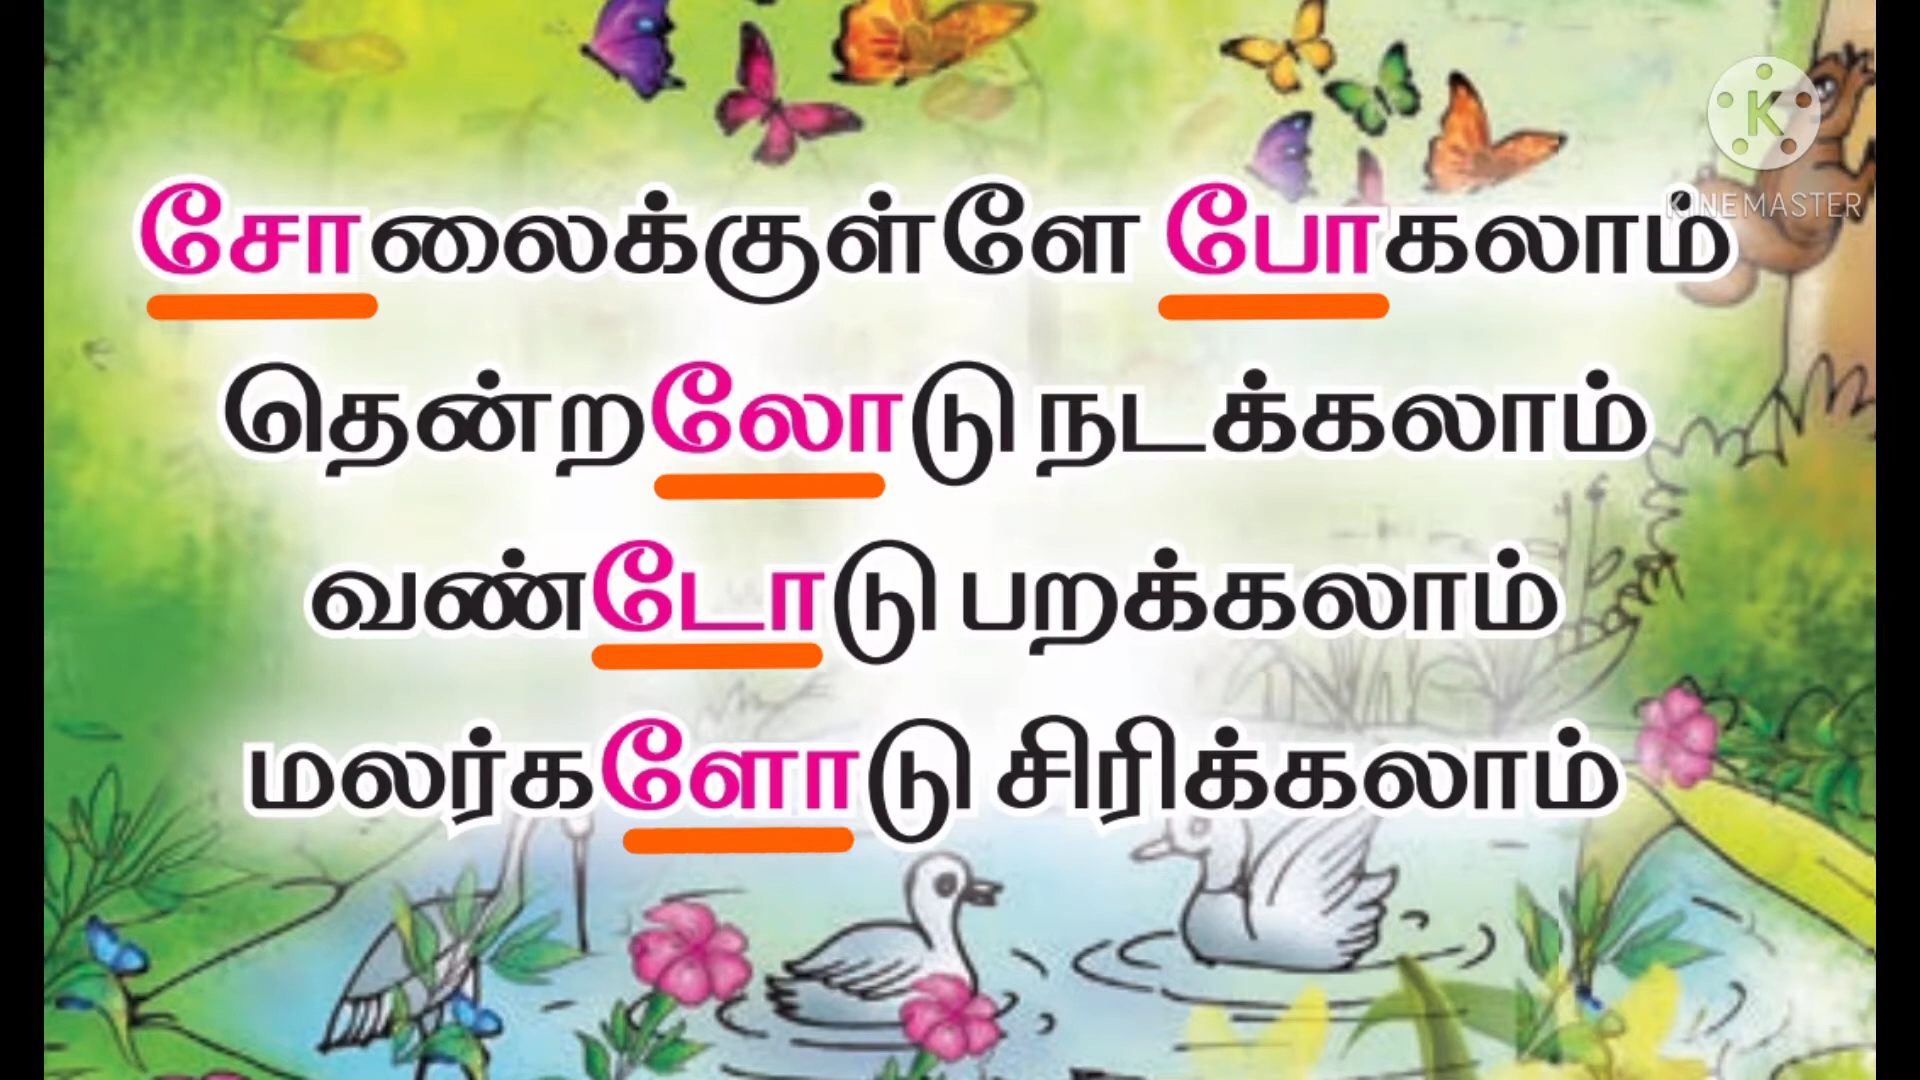 சோலைக்குள்ளே போகலாம்
தென்றலோடு நடக்கலாம்
வண்டோடு பறக்கலாம்
மலர்களோடு சிரிக்கலாம்
K
KINEMASTER